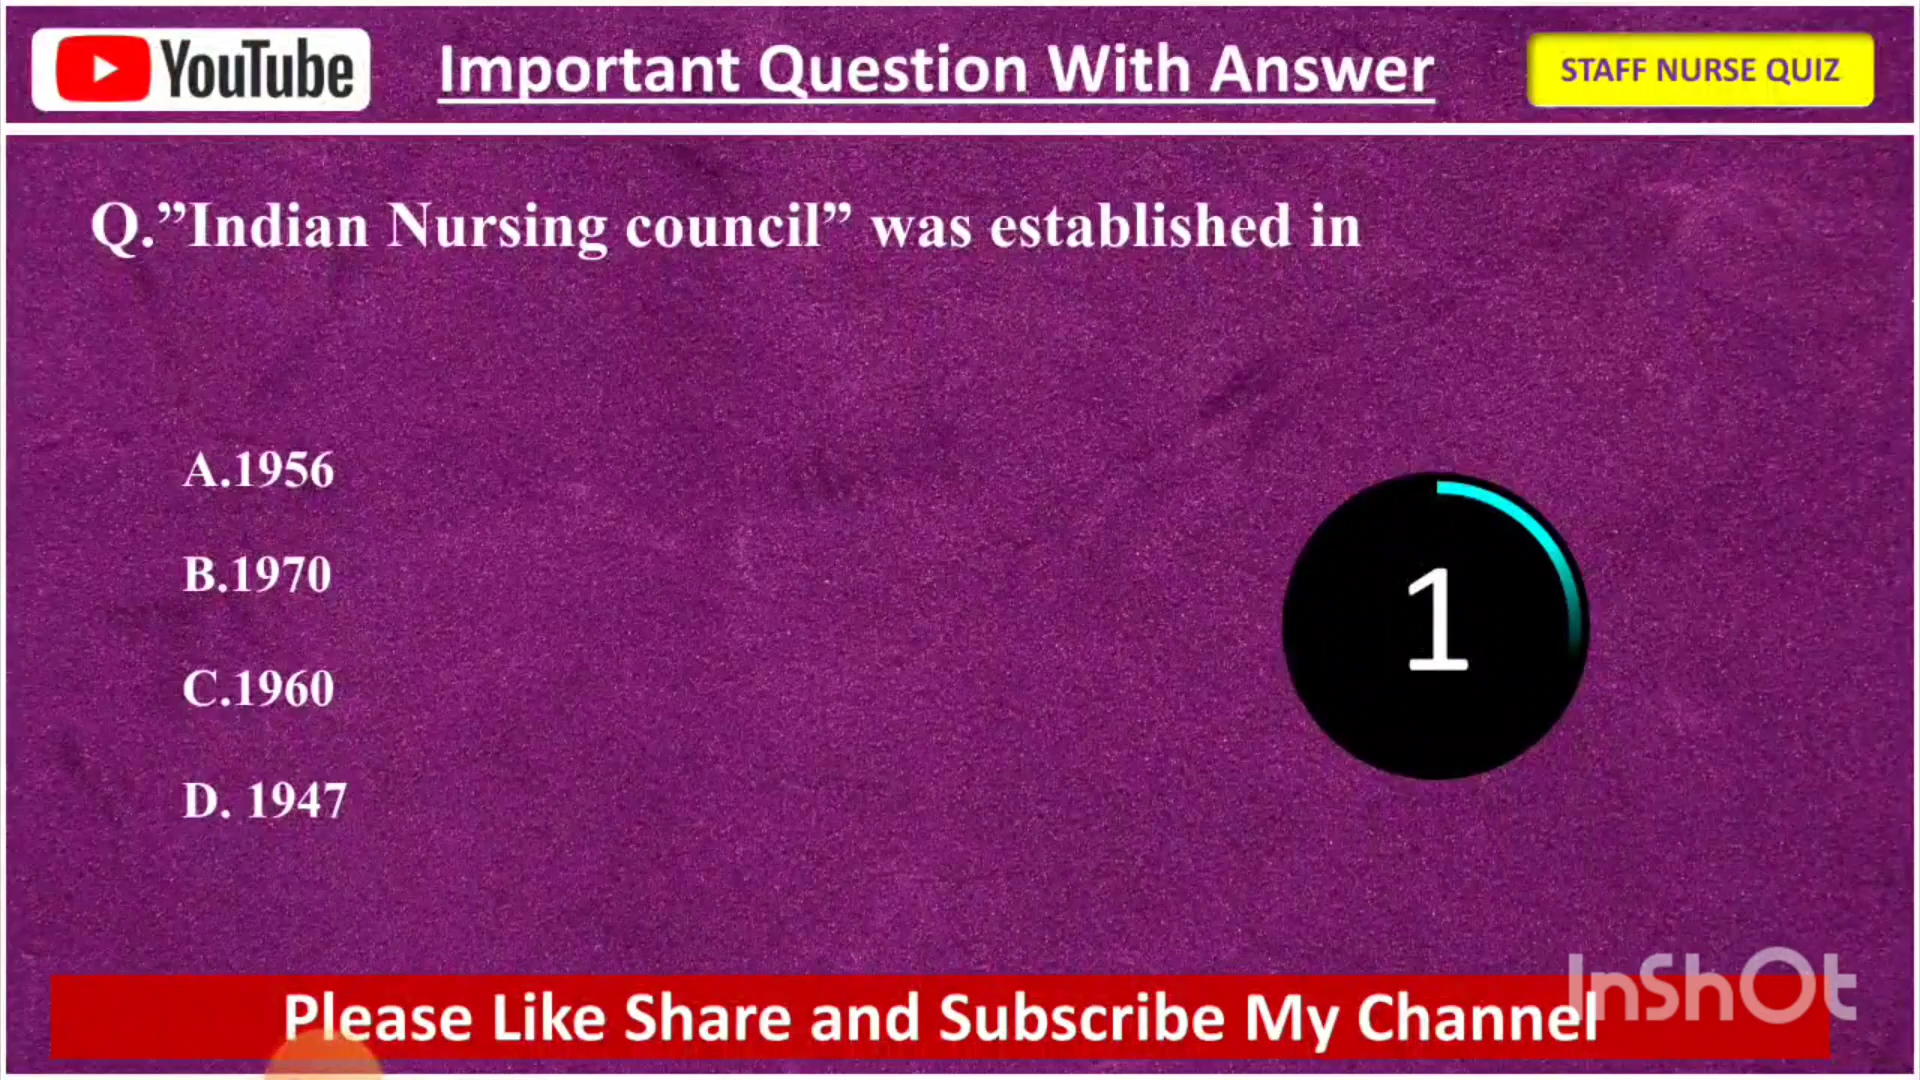 YouTube
Important Question With Answer
STAFF NURSE QUIZ
Q.”Indian Nursing council” was established in
A.1956
B.1970
C.1960
D. 1947
1
InShOt
Please Like Share and Subscribe My Channel